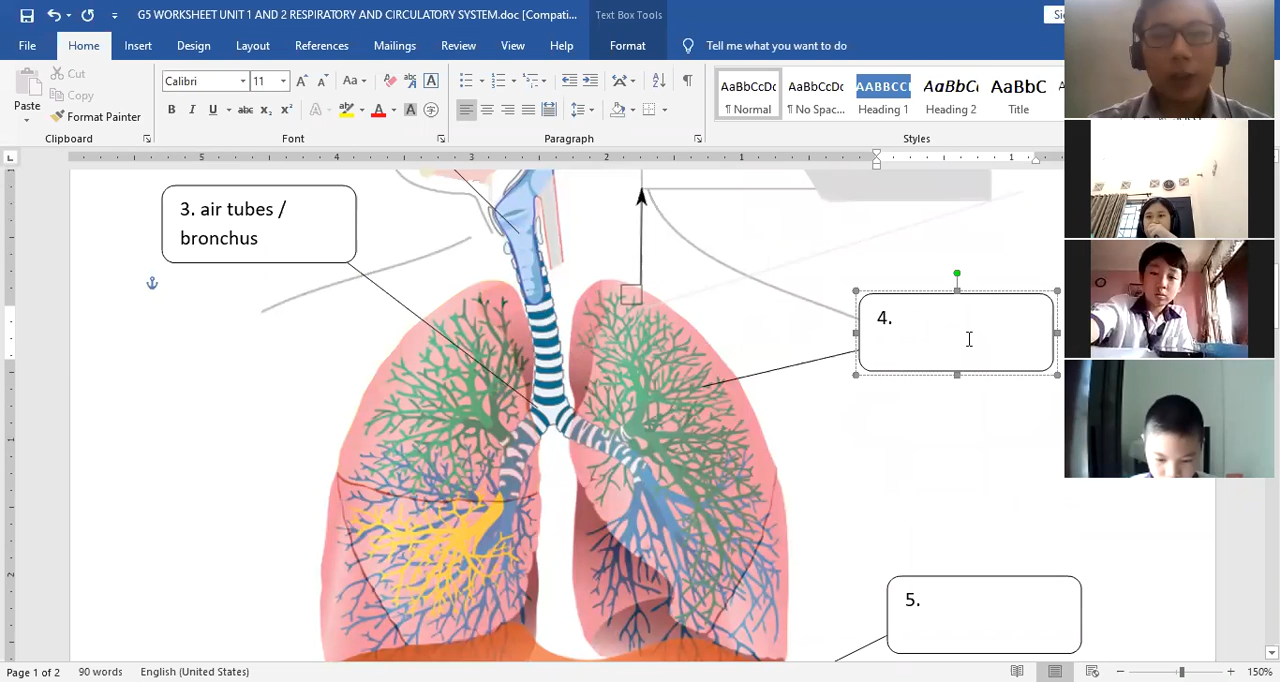 G5 WORKSHEET UNIT 1 AND 2 RESPIRATORY AND CIRCULATORY SYSTEM.doc [Compati...
Text Box Tools
File Home Insert Design Layout References Mailings Review View Help Format Tell me what you want to do
Paste
Cut
Copy
Format Painter
Clipboard
Calibri 11
Font
Paragraph
AaBbCcDc
¶ Normal
AaBbCcDc
¶ No Spac...
AABBCC
Heading 1
AaBbCc
Heading 2
AaBbC
Title
Styles
3. air tubes /
bronchus
4.
5.
Page 1 of 2 90 words English (United States)
150%